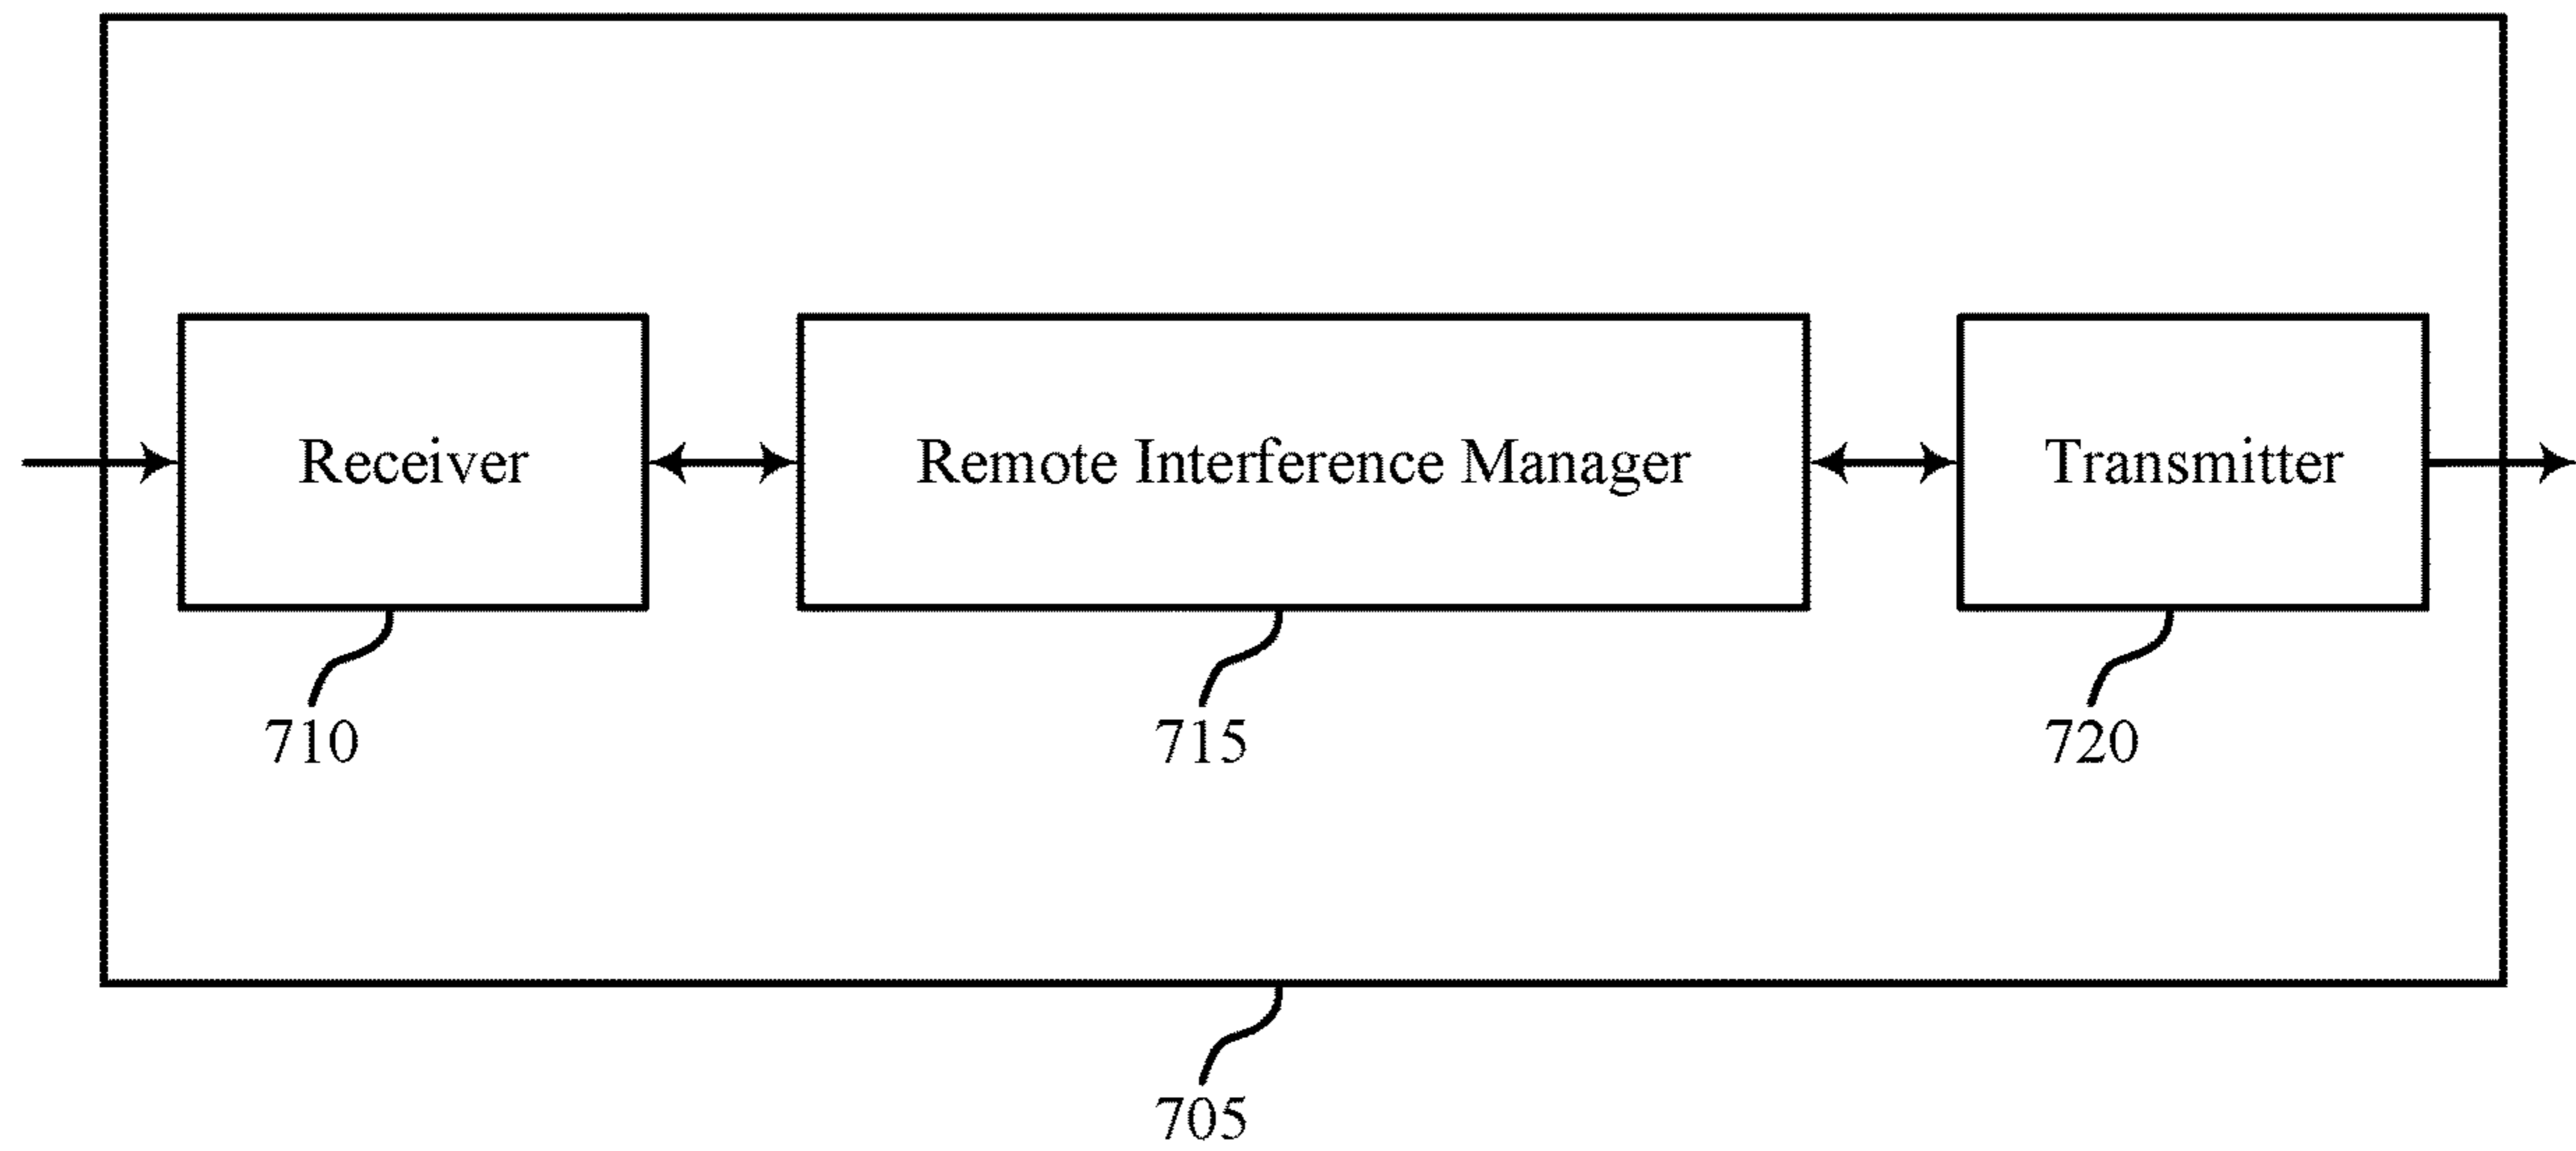 Receiver
Remote Interference Manager
Transmitter
710
715
720
705